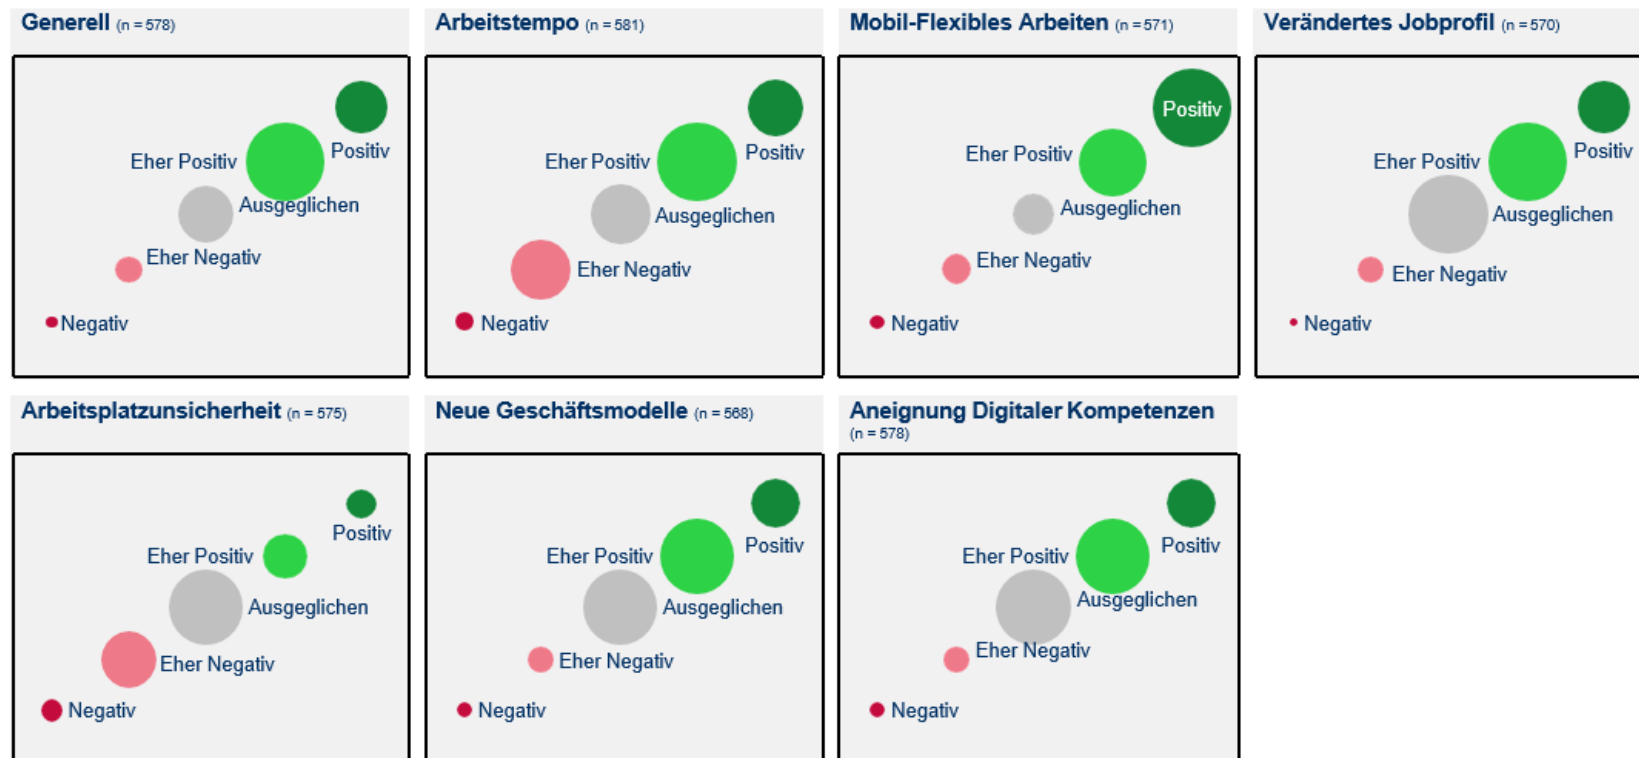 Generell (n = 578)
Arbeitstempo (n = 581)
Mobil-Flexibles Arbeiten (n = 571)
Verändertes Jobprofil (n = 570)
Positiv
Eher Positiv
Ausgeglichen
Eher Negativ
Negativ
Positiv
Eher Positiv
Ausgeglichen
Eher Negativ
Negativ
Positiv
Eher Positiv
Ausgeglichen
Eher Negativ
Negativ
Positiv
Eher Positiv
Ausgeglichen
Eher Negativ
Negativ
Arbeitsplatzunsicherheit (n = 575)
Neue Geschäftsmodelle (n = 568)
Aneignung Digitaler Kompetenzen
(n = 578)
Positiv
Eher Positiv
Ausgeglichen
Eher Negativ
Negativ
Positiv
Eher Positiv
Ausgeglichen
Eher Negativ
Negativ
Positiv
Eher Positiv
Ausgeglichen
Eher Negativ
Negativ